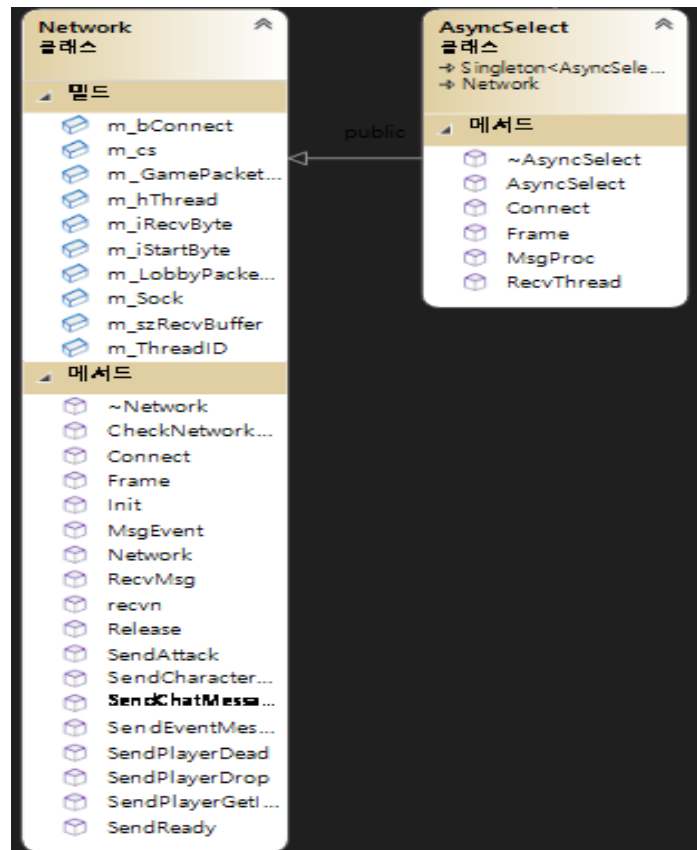 Network
클래스
필드
m_bConnect
m_cs
m_GamePacket...
m_hThread
m_iRecvByte
m_iStartByte
m_LobbyPacke...
m_Sock
m_szRecvBuffer
m_ThreadID
메서드
~Network
CheckNetwork...
Connect
Frame
Init
MsgEvent
Network
RecvMsg
recvn
Release
SendAttack
SendCharacter...
SendChatMessa...
SendEventMes...
SendPlayerDead
SendPlayerDrop
SendPlayerGetI...
SendReady
public
AsyncSelect
클래스
Singleton<AsyncSele...
Network
메서드
~AsyncSelect
AsyncSelect
Connect
Frame
MsgProc
RecvThread